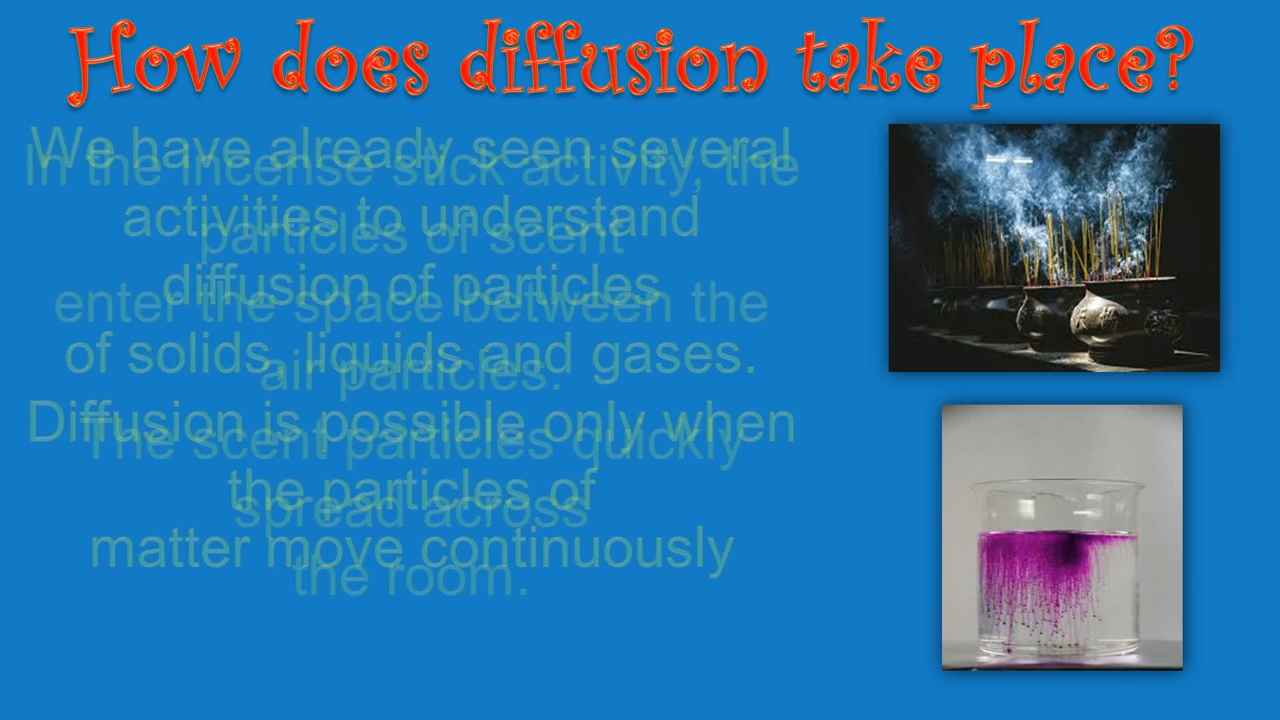 How does diffusion take place?
We have already seen several
activities to understand
diffusion of particles
of solids, liquids and gases.
Diffusion is possible only when
the particles of
matter move continuously
In the incense stick activity, the
particles of scent
enter the space between the
air particles.
The scent particles quickly
spread across
the room.